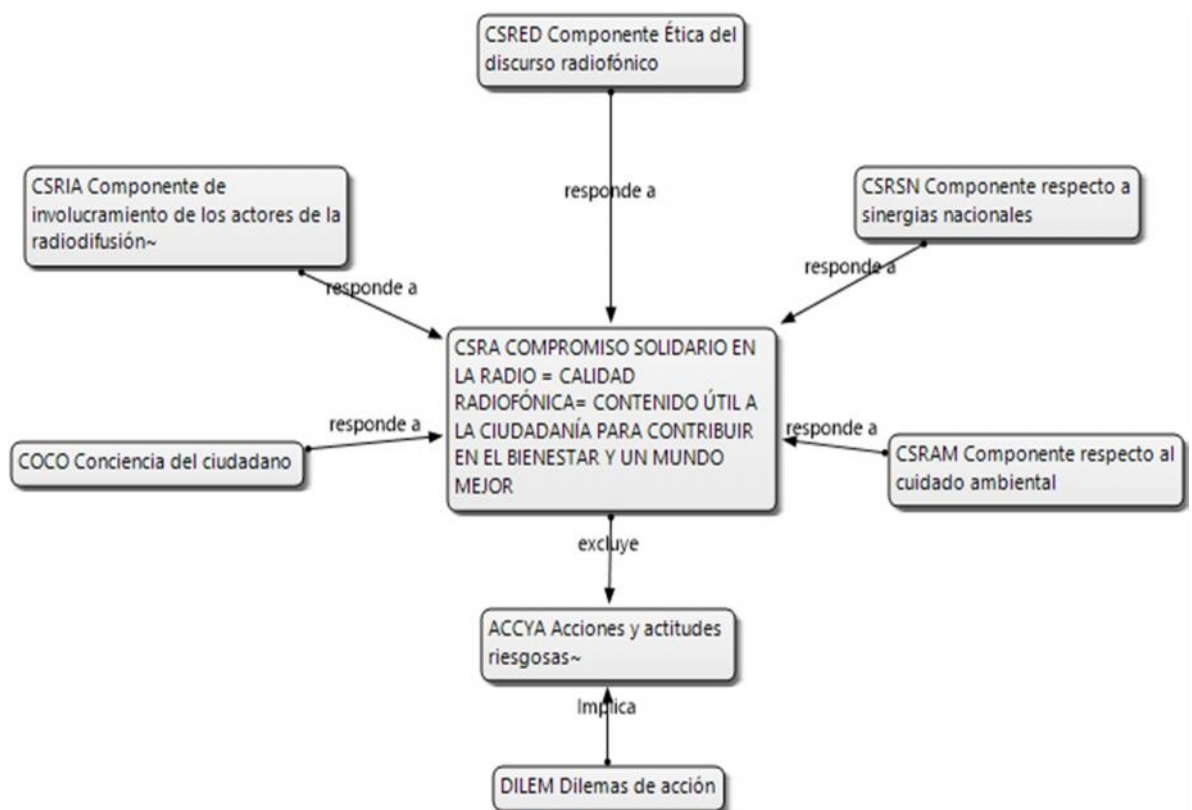 CSRED Componente Ética del
discurso radiofónico
responde a
CSRIA Componente de
involucramiento de los actores de la
radiodifusión~
responde a
CSRSN Componente respecto a
sinergias nacionales
responde a
CSRA COMPROMISO SOLIDARIO EN
LA RADIO = CALIDAD
RADIOFÓNICA= CONTENIDO ÚTIL A
LA CIUDADANÍA PARA CONTRIBUIR
EN EL BIENESTAR Y UN MUNDO
MEJOR
responde a
COCO Conciencia del ciudadano
responde a
CSRAM Componente respecto al
cuidado ambiental
excluye
ACCYA Acciones y actitudes
riesgosas~
Implica
DILEM Dilemas de acción